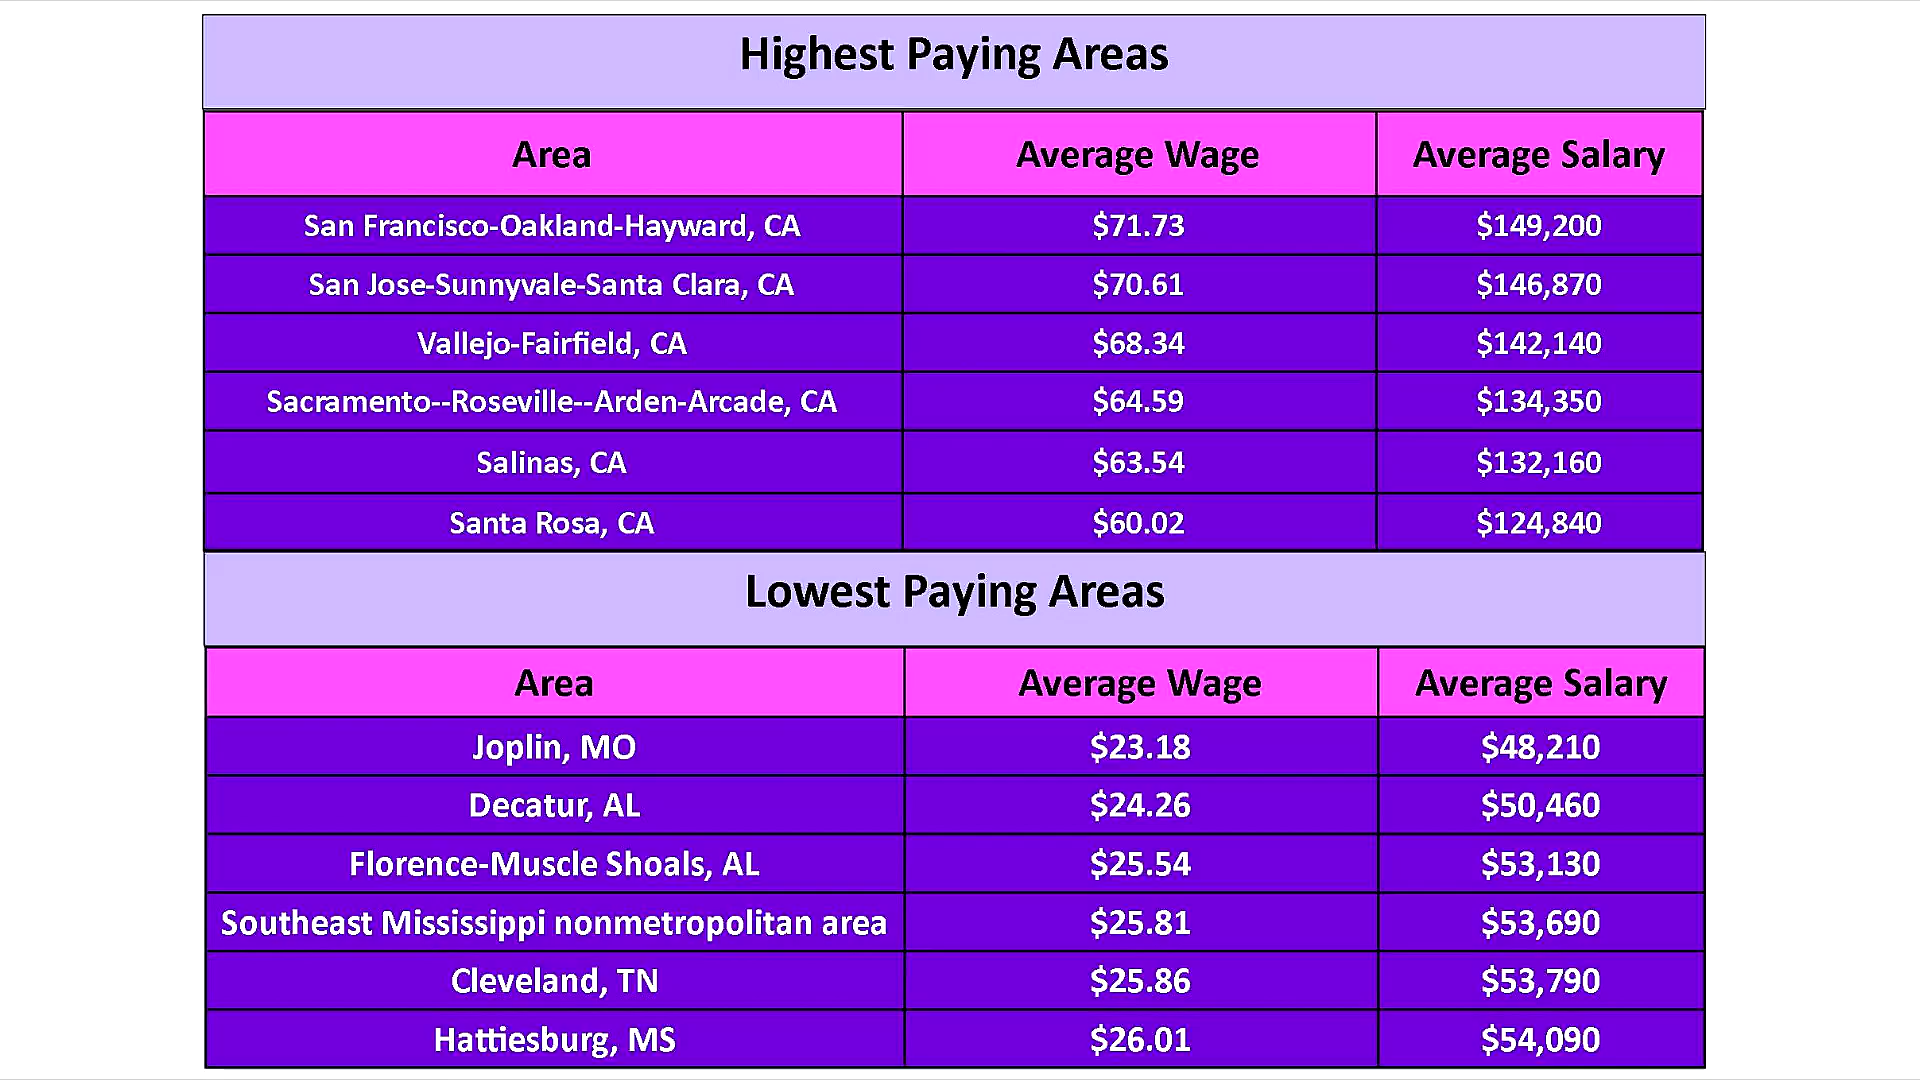 Highest Paying Areas
Area Average Wage Average Salary
San Francisco-Oakland-Hayward, CA $71.73 $149,200
San Jose-Sunnyvale-Santa Clara, CA $70.61 $146,870
Vallejo-Fairfield, CA $68.34 $142,140
Sacramento--Roseville--Arden-Arcade, CA $64.59 $134,350
Salinas, CA $63.54 $132,160
Santa Rosa, CA $60.02 $124,840
Lowest Paying Areas
Area Average Wage Average Salary
Joplin, MO $23.18 $48,210
Decatur, AL $24.26 $50,460
Florence-Muscle Shoals, AL $25.54 $53,130
Southeast Mississippi nonmetropolitan area $25.81 $53,690
Cleveland, TN $25.86 $53,790
Hattiesburg, MS $26.01 $54,090